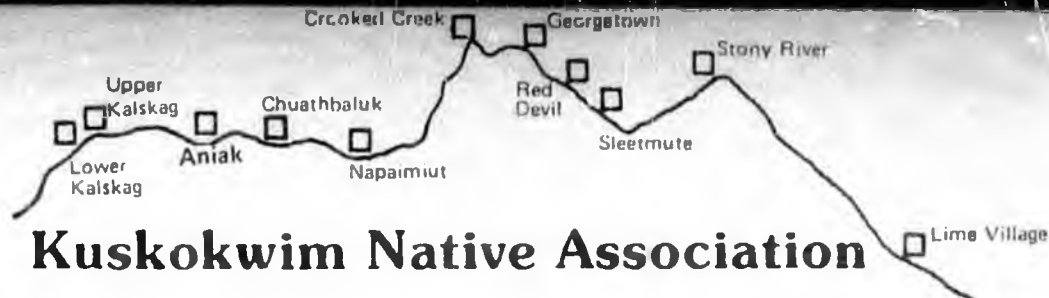 Crooked Creek
Georgetown
Stony River
Upper
Kalskag
Chuathbaluk
Red
Devil
Aniak
Sleetmute
Lower
Kalskag
Napaimiut
Lime Village
Kuskokwim Native Association